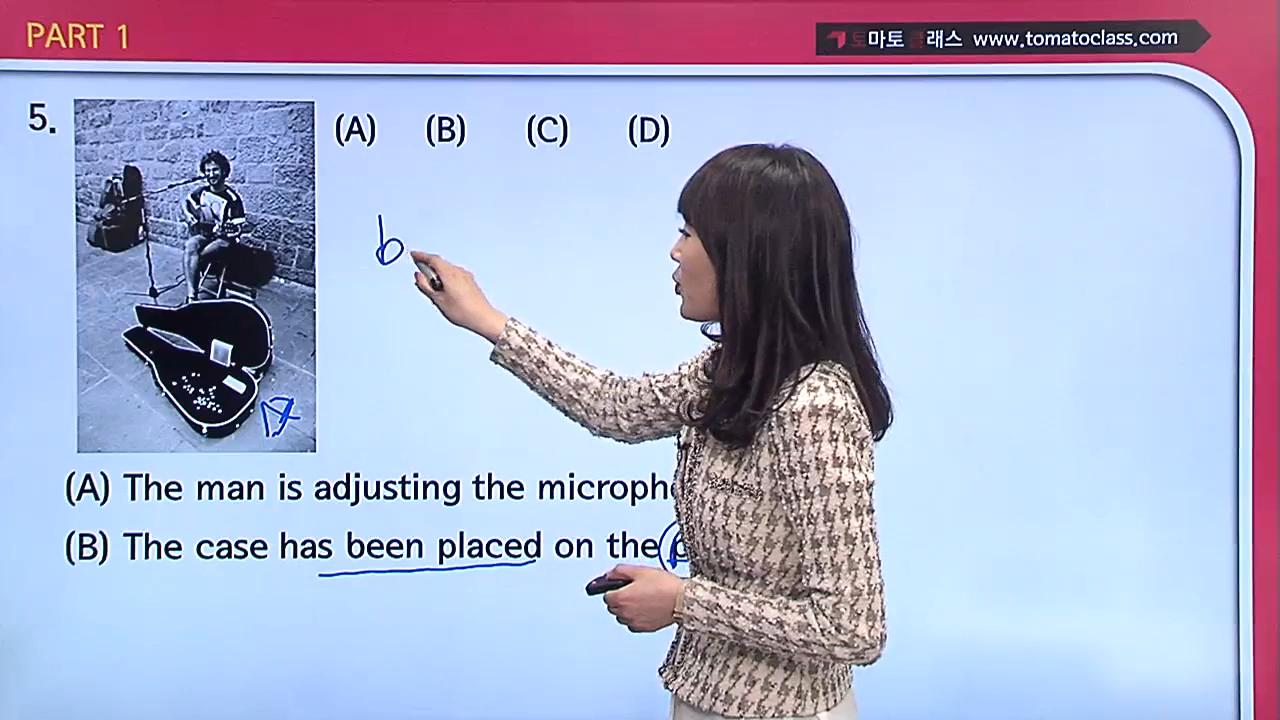 PART 1
토마토클래스 www.tomatoclass.com
5.
(A) (B) (C) (D)
b
(A) The man is adjusting the
(B) The case has been placed on the